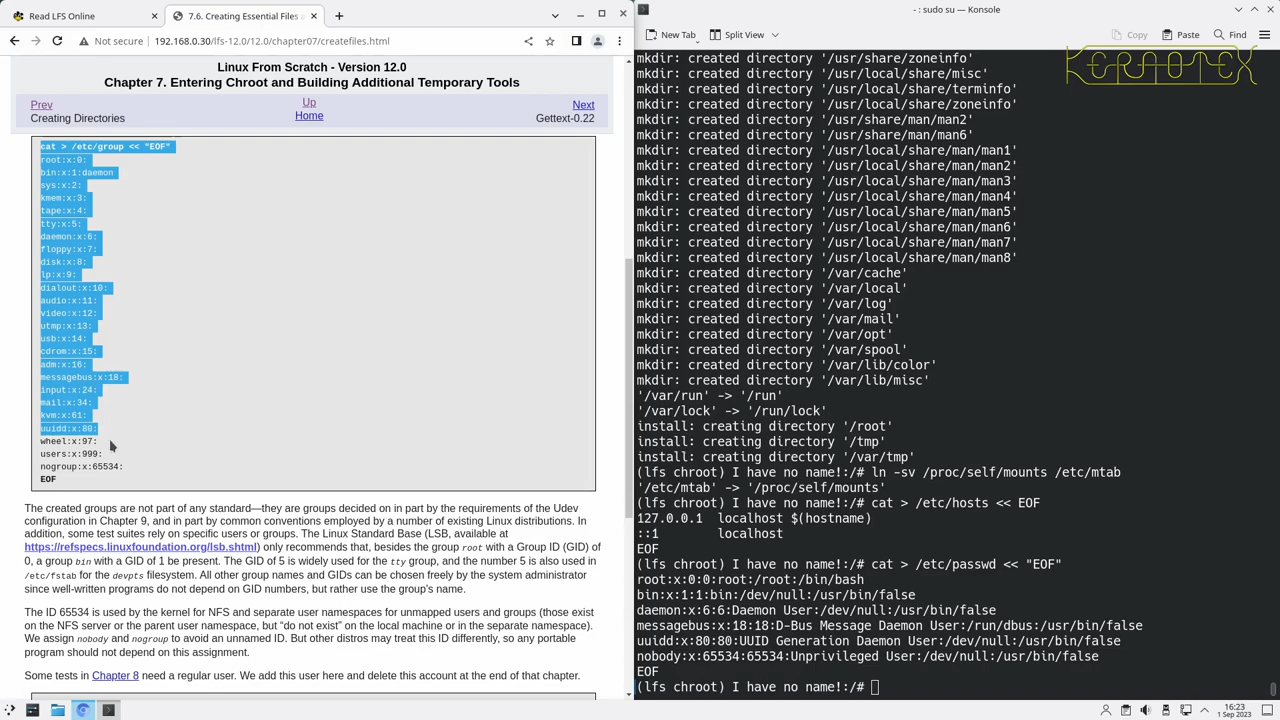 Read LFS Online
7.6. Creating Essential Files a
Not secure
192.168.0.30/lfs-12.0/12.0/chapter07/createfiles.html
Linux From Scratch - Version 12.0
Chapter 7. Entering Chroot and Building Additional Temporary Tools
Prev
Up
Next
Creating Directories
Home
Gettext-0.22
cat > /etc/group << "EOF"
root:x:0:
bin:x:1:daemon
sys:x:2:
kmem:x:3:
tape:x:4:
tty:x:5:
daemon:x:6:
floppy:x:7:
disk:x:8:
lp:x:9:
dialout:x:10:
audio:x:11:
video:x:12:
utmp:x:13:
usb:x:14:
cdrom:x:15:
adm:x:16:
messagebus:x:18:
input:x:24:
mail:x:34:
kvm:x:61:
uuidd:x:80:
wheel:x:97:
users:x:999:
nogroup:x:65534:
EOF
The created groups are not part of any standard—they are groups decided on in part by the requirements of the Udev
configuration in Chapter 9, and in part by common conventions employed by a number of existing Linux distributions. In
addition, some test suites rely on specific users or groups. The Linux Standard Base (LSB, available at
https://refspecs.linuxfoundation.org/lsb.shtml) only recommends that, besides the group root with a Group ID (GID) of
0, a group bin with a GID of 1 be present. The GID of 5 is widely used for the tty group, and the number 5 is also used in
/etc/fstab for the devpts filesystem. All other group names and GIDs can be chosen freely by the system administrator
since well-written programs do not depend on GID numbers, but rather use the group's name.
The ID 65534 is used by the kernel for NFS and separate user namespaces for unmapped users and groups (those exist
on the NFS server or the parent user namespace, but “do not exist” on the local machine or in the separate namespace).
We assign nobody and nogroup to avoid an unnamed ID. But other distros may treat this ID differently, so any portable
program should not depend on this assignment.
Some tests in Chapter 8 need a regular user. We add this user here and delete this account at the end of that chapter.
- : sudo su — Konsole
New Tab
Split View
Copy
Paste
Find
KERNOTEX
mkdir: created directory '/usr/share/zoneinfo'
mkdir: created directory '/usr/local/share/misc'
mkdir: created directory '/usr/local/share/terminfo'
mkdir: created directory '/usr/local/share/zoneinfo'
mkdir: created directory '/usr/share/man/man2'
mkdir: created directory '/usr/share/man/man6'
mkdir: created directory '/usr/local/share/man/man1'
mkdir: created directory '/usr/local/share/man/man2'
mkdir: created directory '/usr/local/share/man/man3'
mkdir: created directory '/usr/local/share/man/man4'
mkdir: created directory '/usr/local/share/man/man5'
mkdir: created directory '/usr/local/share/man/man6'
mkdir: created directory '/usr/local/share/man/man7'
mkdir: created directory '/usr/local/share/man/man8'
mkdir: created directory '/var/cache'
mkdir: created directory '/var/local'
mkdir: created directory '/var/log'
mkdir: created directory '/var/mail'
mkdir: created directory '/var/opt'
mkdir: created directory '/var/spool'
mkdir: created directory '/var/lib/color'
mkdir: created directory '/var/lib/misc'
'/var/run' -> '/run'
'/var/lock' -> '/run/lock'
install: creating directory '/root'
install: creating directory '/tmp'
install: creating directory '/var/tmp'
(lfs chroot) I have no name!:/# ln -sv /proc/self/mounts /etc/mtab
'/etc/mtab' -> '/proc/self/mounts'
(lfs chroot) I have no name!:/# cat > /etc/hosts << EOF
127.0.0.1  localhost $(hostname)
::1        localhost
EOF
(lfs chroot) I have no name!:/# cat > /etc/passwd << "EOF"
root:x:0:0:root:/root:/bin/bash
bin:x:1:1:bin:/dev/null:/usr/bin/false
daemon:x:6:6:Daemon User:/dev/null:/usr/bin/false
messagebus:x:18:18:D-Bus Message Daemon User:/run/dbus:/usr/bin/false
uuidd:x:80:80:UUID Generation Daemon User:/dev/null:/usr/bin/false
nobody:x:65534:65534:Unprivileged User:/dev/null:/usr/bin/false
EOF
(lfs chroot) I have no name!:/#
16:23
1 Sep 2023